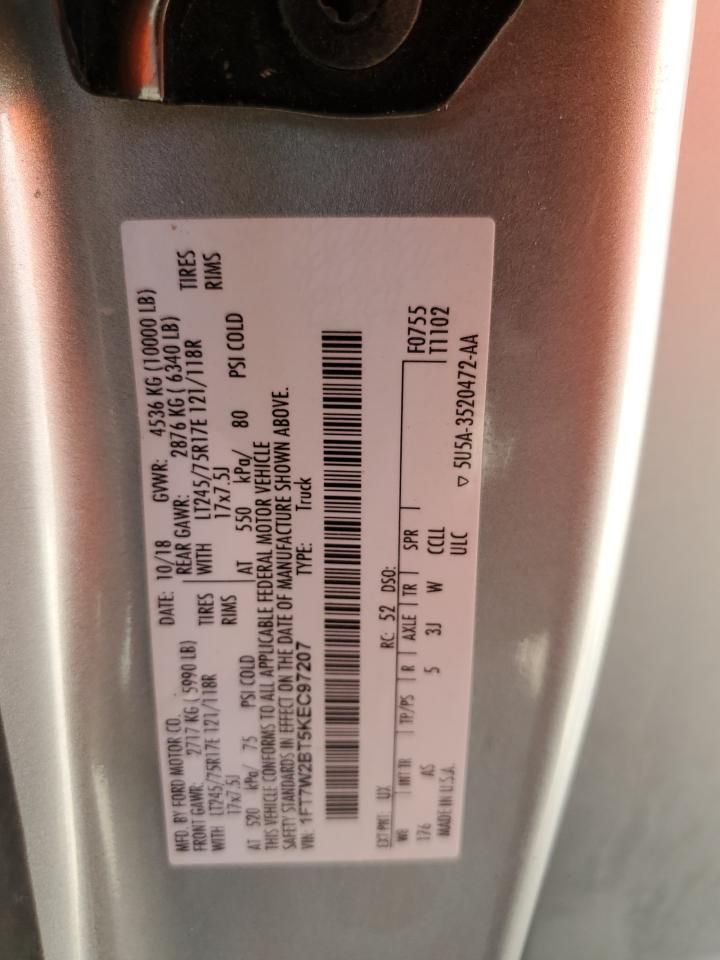 MFD. BY FORD MOTOR CO.
DATE: 10/18 GVWR: 4536 KG (10000 LB)
FRONT GAWR: 2717 KG (5990 LB) REAR GAWR: 2876 KG ( 6340 LB)
WITH LT245/75R17E 121/118R TIRES WITH LT245/75R17E 121/118R TIRES
17x7.5J RIMS 17x7.5J RIMS
AT 520 kPa/ 75 PSI COLD AT 550 kPa/ 80 PSI COLD
THIS VEHICLE CONFORMS TO ALL APPLICABLE FEDERAL MOTOR VEHICLE
SAFETY STANDARDS IN EFFECT ON THE DATE OF MANUFACTURE SHOWN ABOVE.
VIN: 1FT7W2BT5KEC97207 TYPE: Truck
EXT PNT: UX RC: 52 DSO:
WB INT TR TP/PS R AXLE TR SPR F0755
176 AS 5 3J W CCLL T1102
MADE IN U.S.A. ULC ▽ 5U5A-3520472-AA